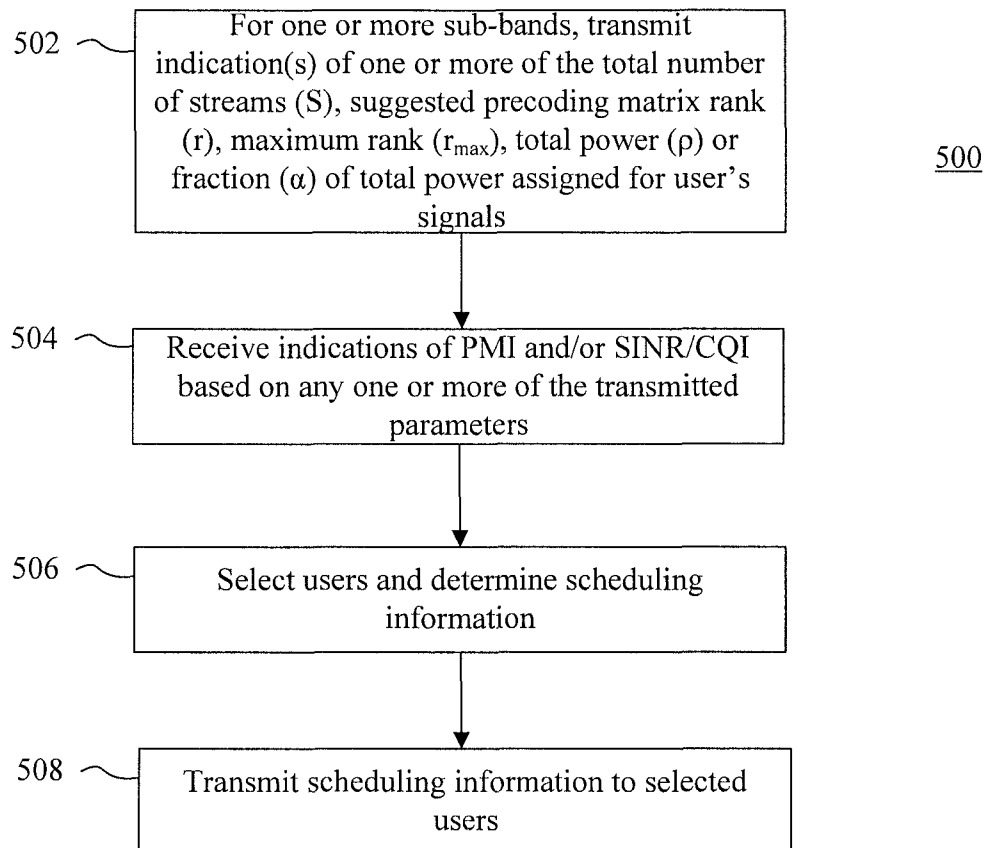 502
For one or more sub-bands, transmit
indication(s) of one or more of the total number
of streams (S), suggested precoding matrix rank
(r), maximum rank (rmax), total power (ρ) or
fraction (α) of total power assigned for user's
signals
500
504
Receive indications of PMI and/or SINR/CQI
based on any one or more of the transmitted
parameters
506
Select users and determine scheduling
information
508
Transmit scheduling information to selected
users